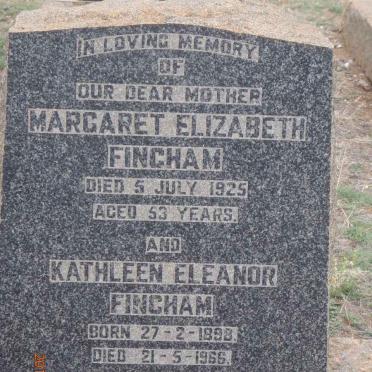 IN LOVING MEMORY
OF
OUR DEAR MOTHER
MARGARET ELIZABETH
FINCHAM
DIED 5 JULY 1925
AGED 53 YEARS.
AND
KATHLEEN ELEANOR
FINCHAM
BORN 27-2-1898.
DIED 21-5-1966.